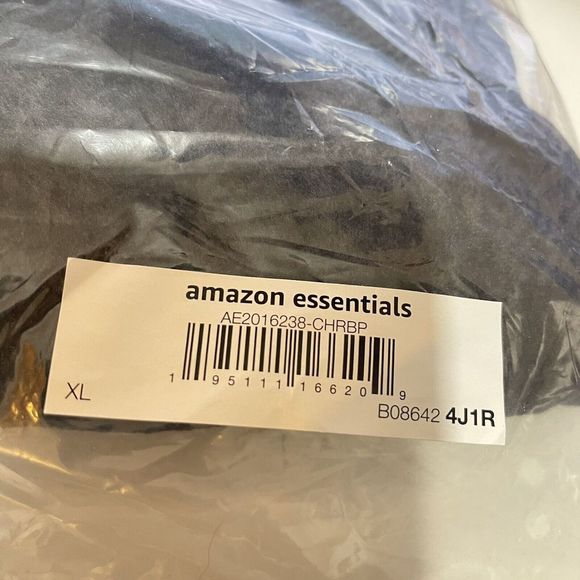 amazon essentials
AE2016238-CHRBP
1 95111 16620 9
XL
B08642 4J1R